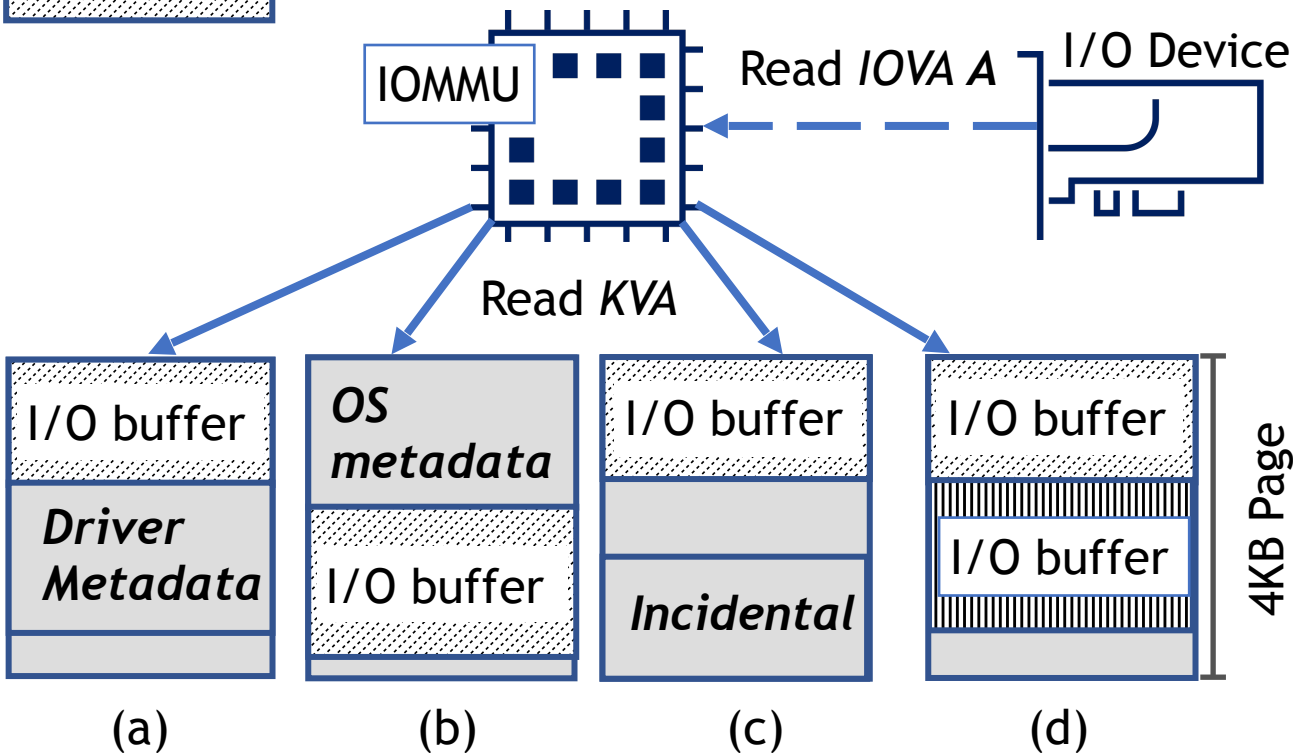 IOMMU
Read IOVA A
I/O Device
Read KVA
I/O buffer
Driver
Metadata
OS
metadata
I/O buffer
I/O buffer
Incidental
I/O buffer
I/O buffer
4KB Page
(a)
(b)
(c)
(d)